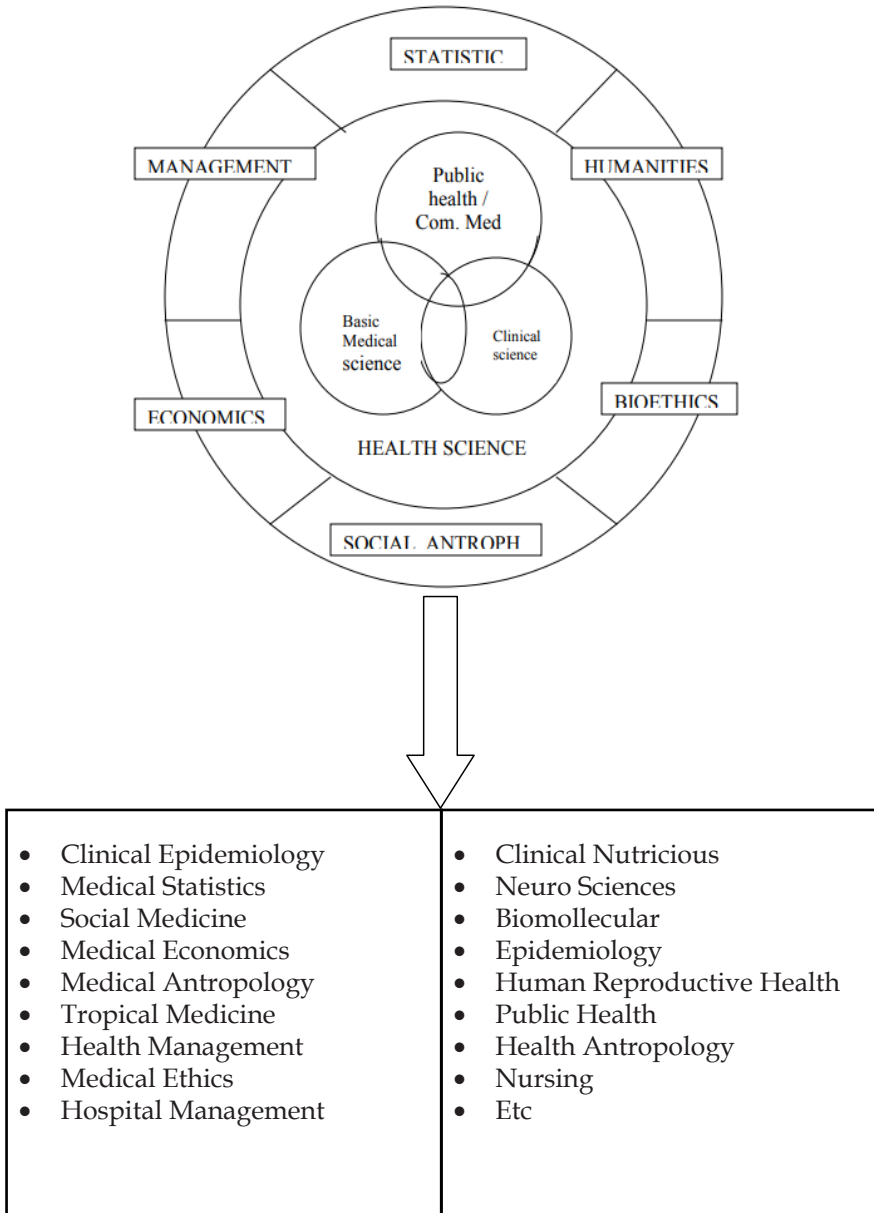 STATISTIC
MANAGEMENT
HUMANITIES
Public
health /
Com. Med
Basic
Medical
science
Clinical
science
ECONOMICS
BIOETHICS
HEALTH SCIENCE
SOCIAL ANTROPH
• Clinical Epidemiology
• Medical Statistics
• Social Medicine
• Medical Economics
• Medical Antropology
• Tropical Medicine
• Health Management
• Medical Ethics
• Hospital Management
• Clinical Nutricious
• Neuro Sciences
• Biomollecular
• Epidemiology
• Human Reproductive Health
• Public Health
• Health Antropology
• Nursing
• Etc